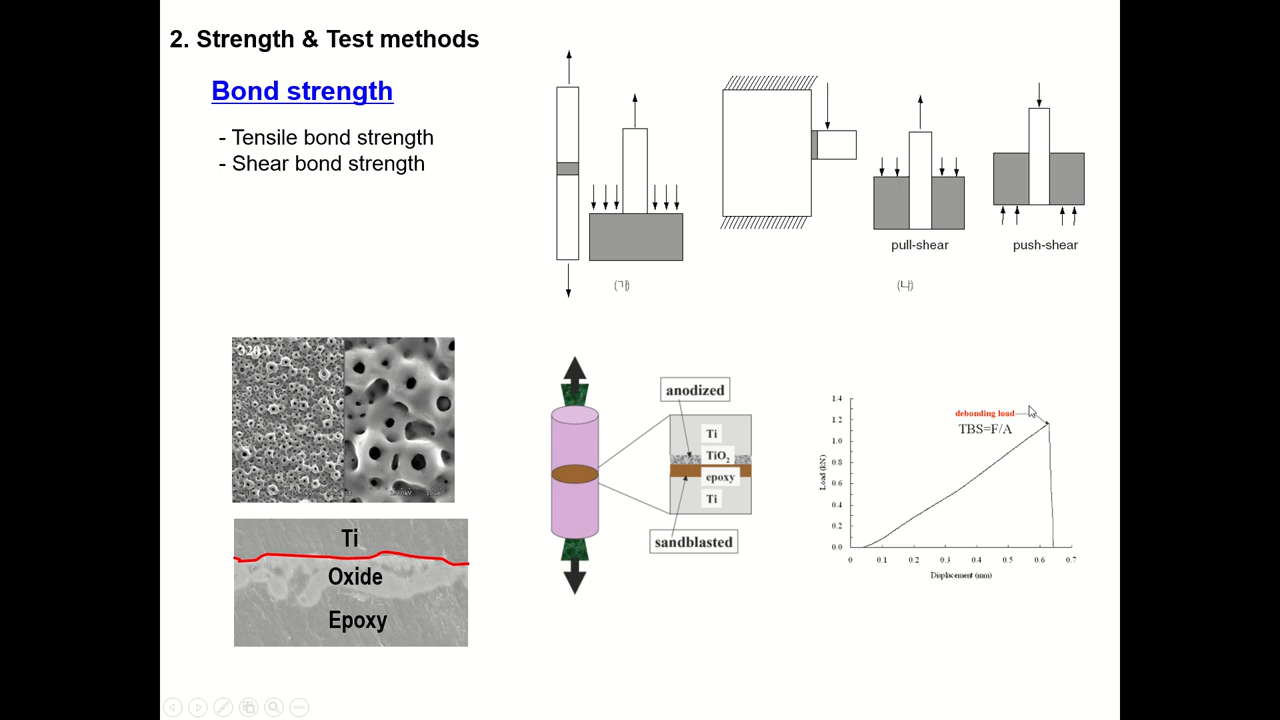 2. Strength & Test methods
Bond strength
- Tensile bond strength
- Shear bond strength
pull-shear
push-shear
(가)
(나)
320 V
Ti
Oxide
Epoxy
anodized
Ti
TiO₂
epoxy
Ti
sandblasted
debonding load
TBS=F/A
Load (kN)
1.4
1.2
1.0
0.8
0.6
0.4
0.2
0.0
0
0.1
0.2
0.3
0.4
0.5
0.6
0.7
Displacement (mm)